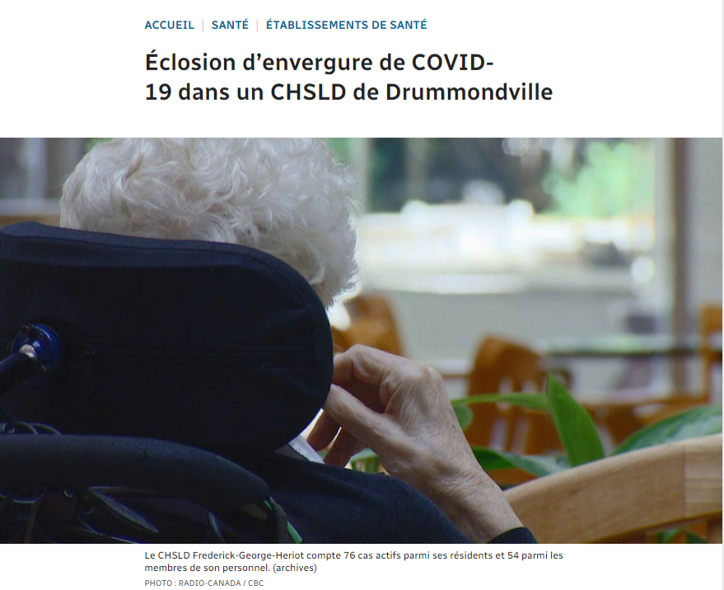 ACCUEIL | SANTÉ | ÉTABLISSEMENTS DE SANTÉ
Éclosion d’envergure de COVID-
19 dans un CHSLD de Drummondville
Le CHSLD Frederick-George-Heriot compte 76 cas actifs parmi ses résidents et 54 parmi les
membres de son personnel. (archives)
PHOTO : RADIO-CANADA / CBC